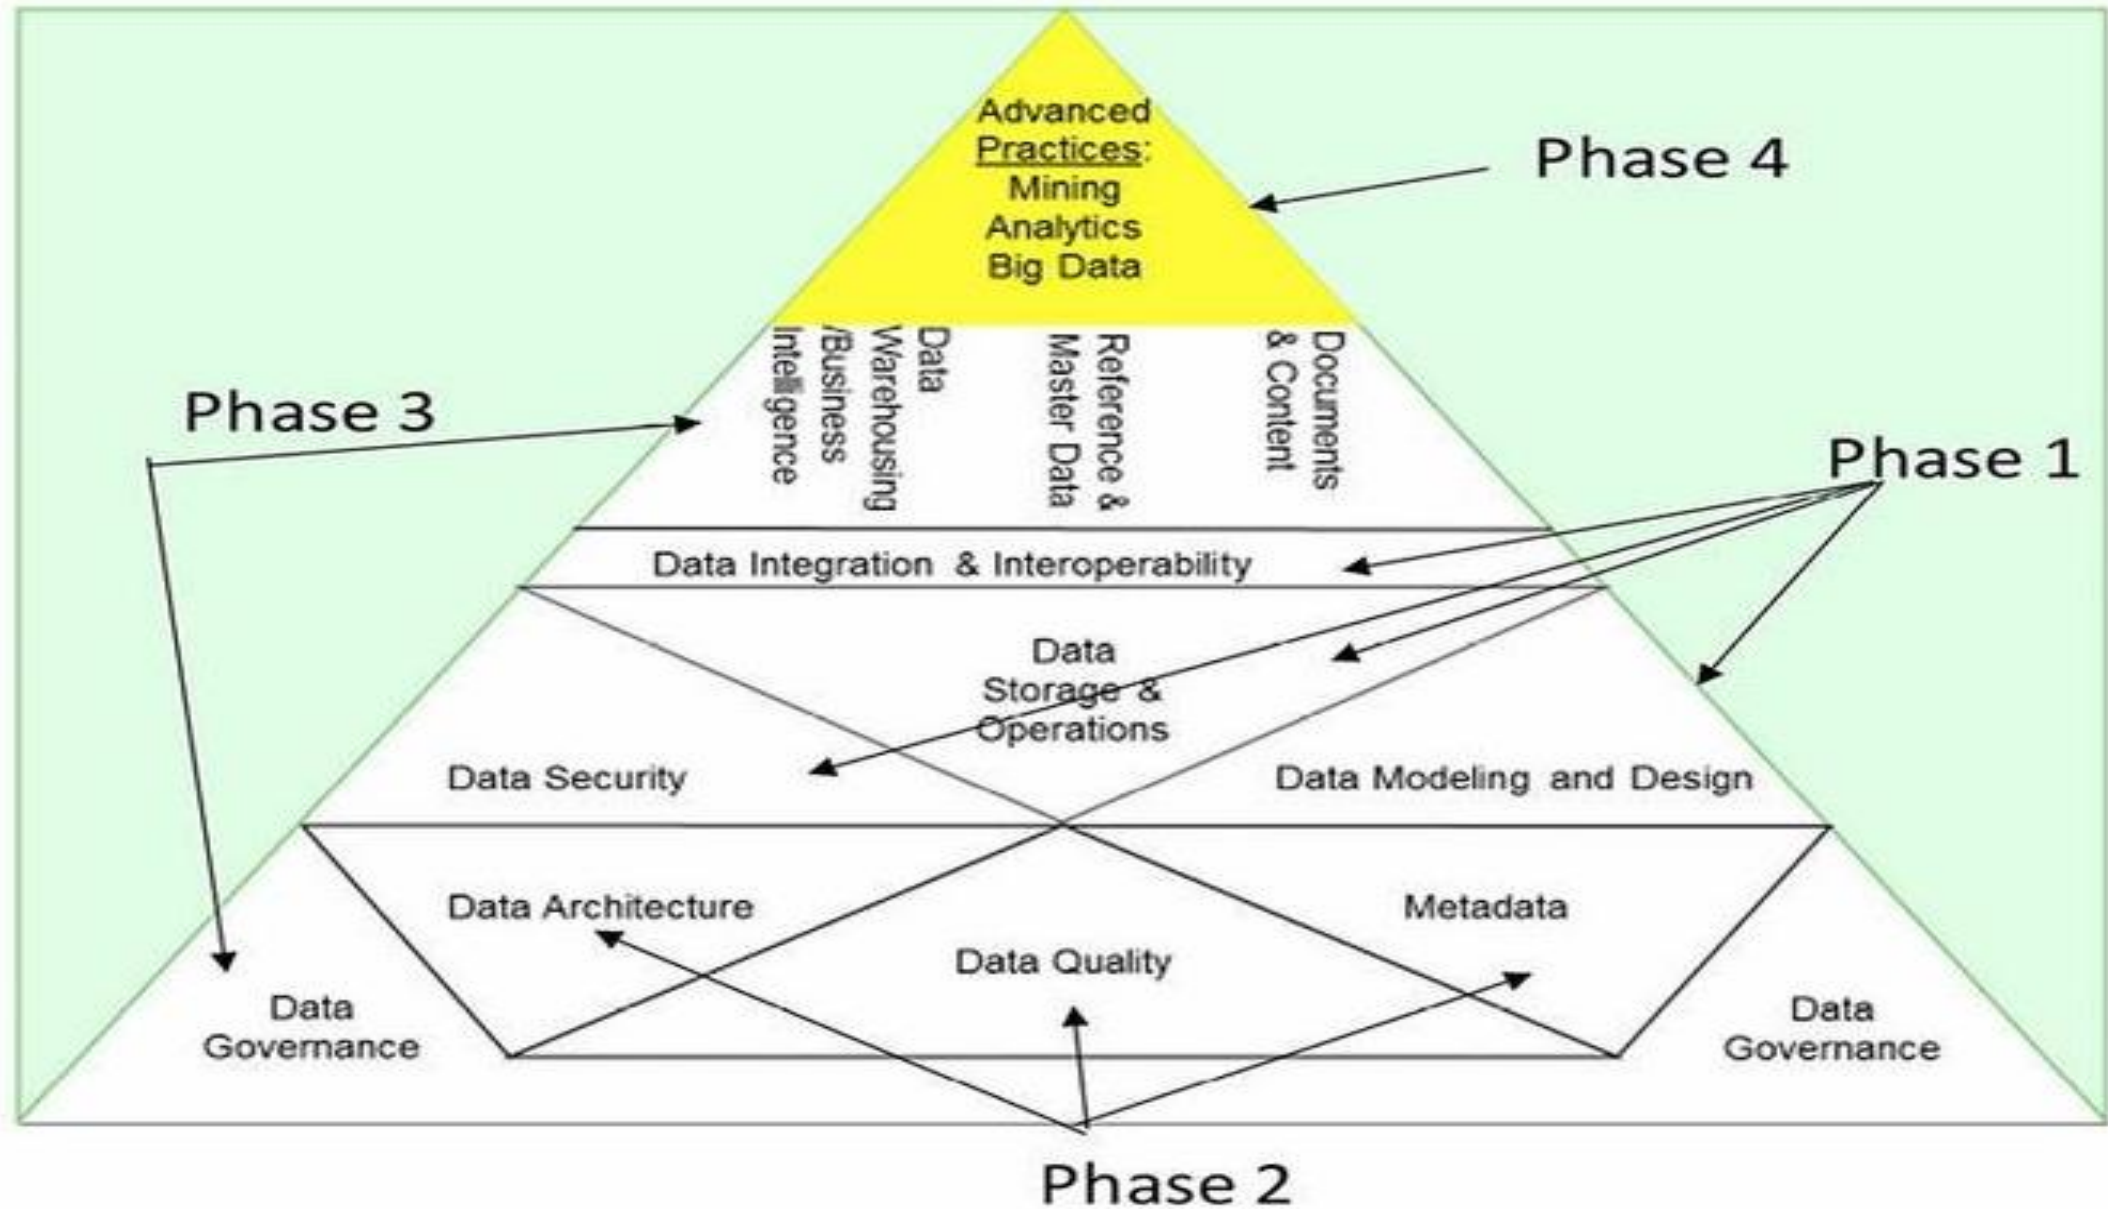 Advanced
Practices:
Mining
Analytics
Big Data
Phase 4
Data
Warehousing
/Business
Intelligence
Reference &
Master Data
Documents
& Content
Phase 3
Phase 1
Data Integration & Interoperability
Data
Storage &
Operations
Data Security
Data Modeling and Design
Data Architecture
Metadata
Data Quality
Data
Governance
Data
Governance
Phase 2